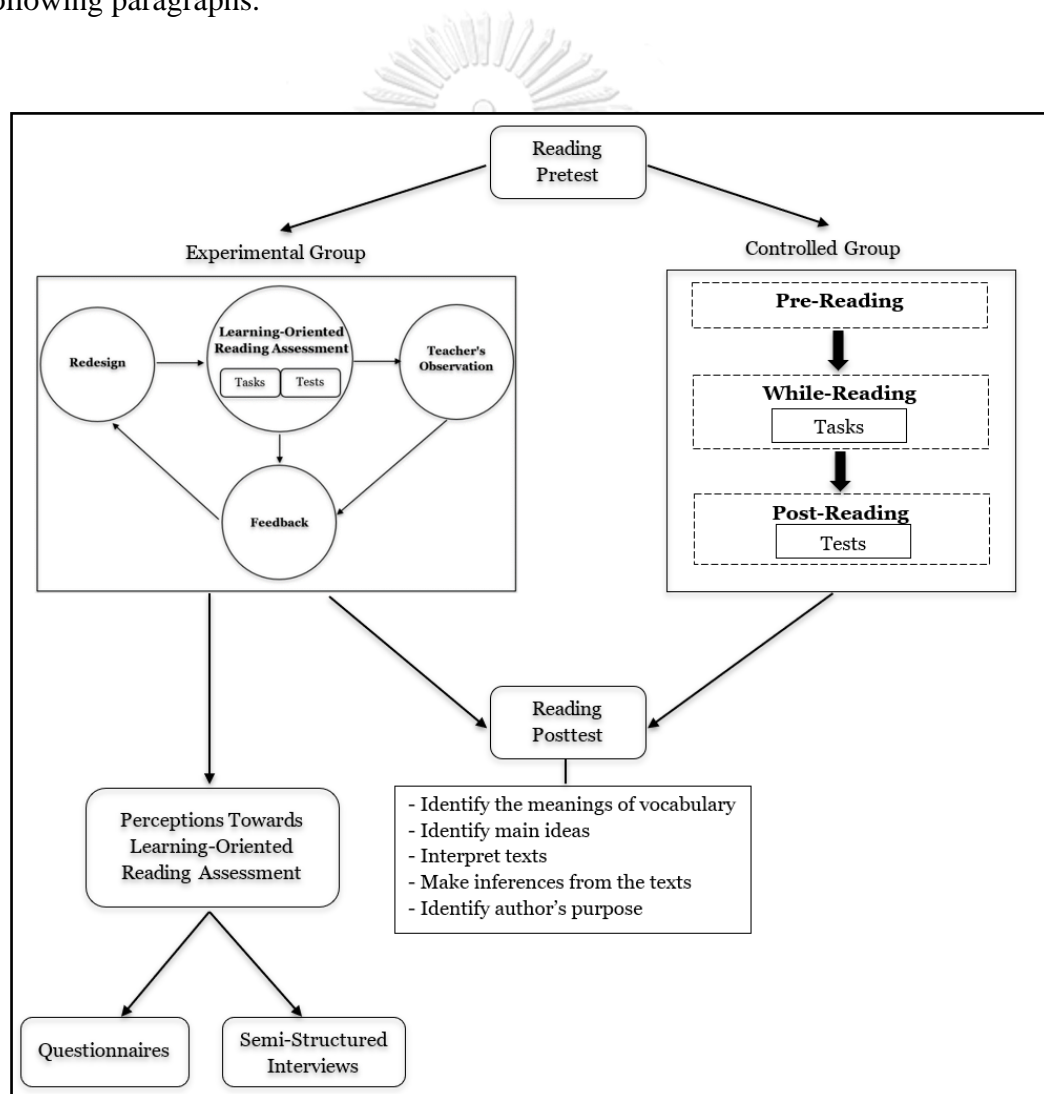 ollowing paragraphs.
Reading
Pretest
Experimental Group
Controlled Group
Redesign
Learning-Oriented
Reading Assessment
Tasks
Tests
Teacher's
Observation
Feedback
Pre-Reading
While-Reading
Tasks
Post-Reading
Tests
Reading
Posttest
- Identify the meanings of vocabulary
- Identify main ideas
- Interpret texts
- Make inferences from the texts
- Identify author’s purpose
Perceptions Towards
Learning-Oriented
Reading Assessment
Questionnaires
Semi-Structured
Interviews